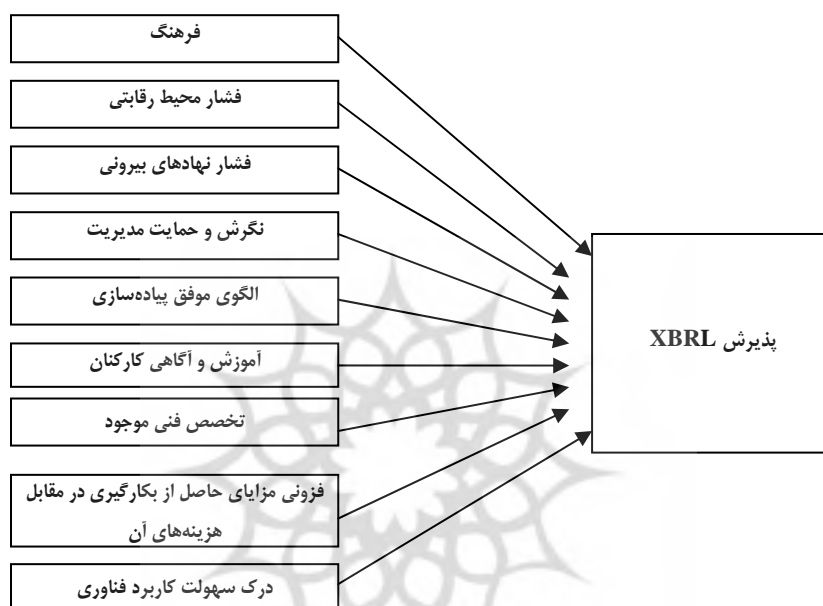 فرهنگ
فشار محیط رقابتی
فشار نهادهای بیرونی
نگرش و حمایت مدیریت
الگوی موفق پیاده‌سازی
آموزش و آگاهی کارکنان
تخصص فنی موجود
فزونی مزایای حاصل از بکارگیری در مقابل
هزینه‌های آن
درک سهولت کاربرد فناوری
پذیرش XBRL